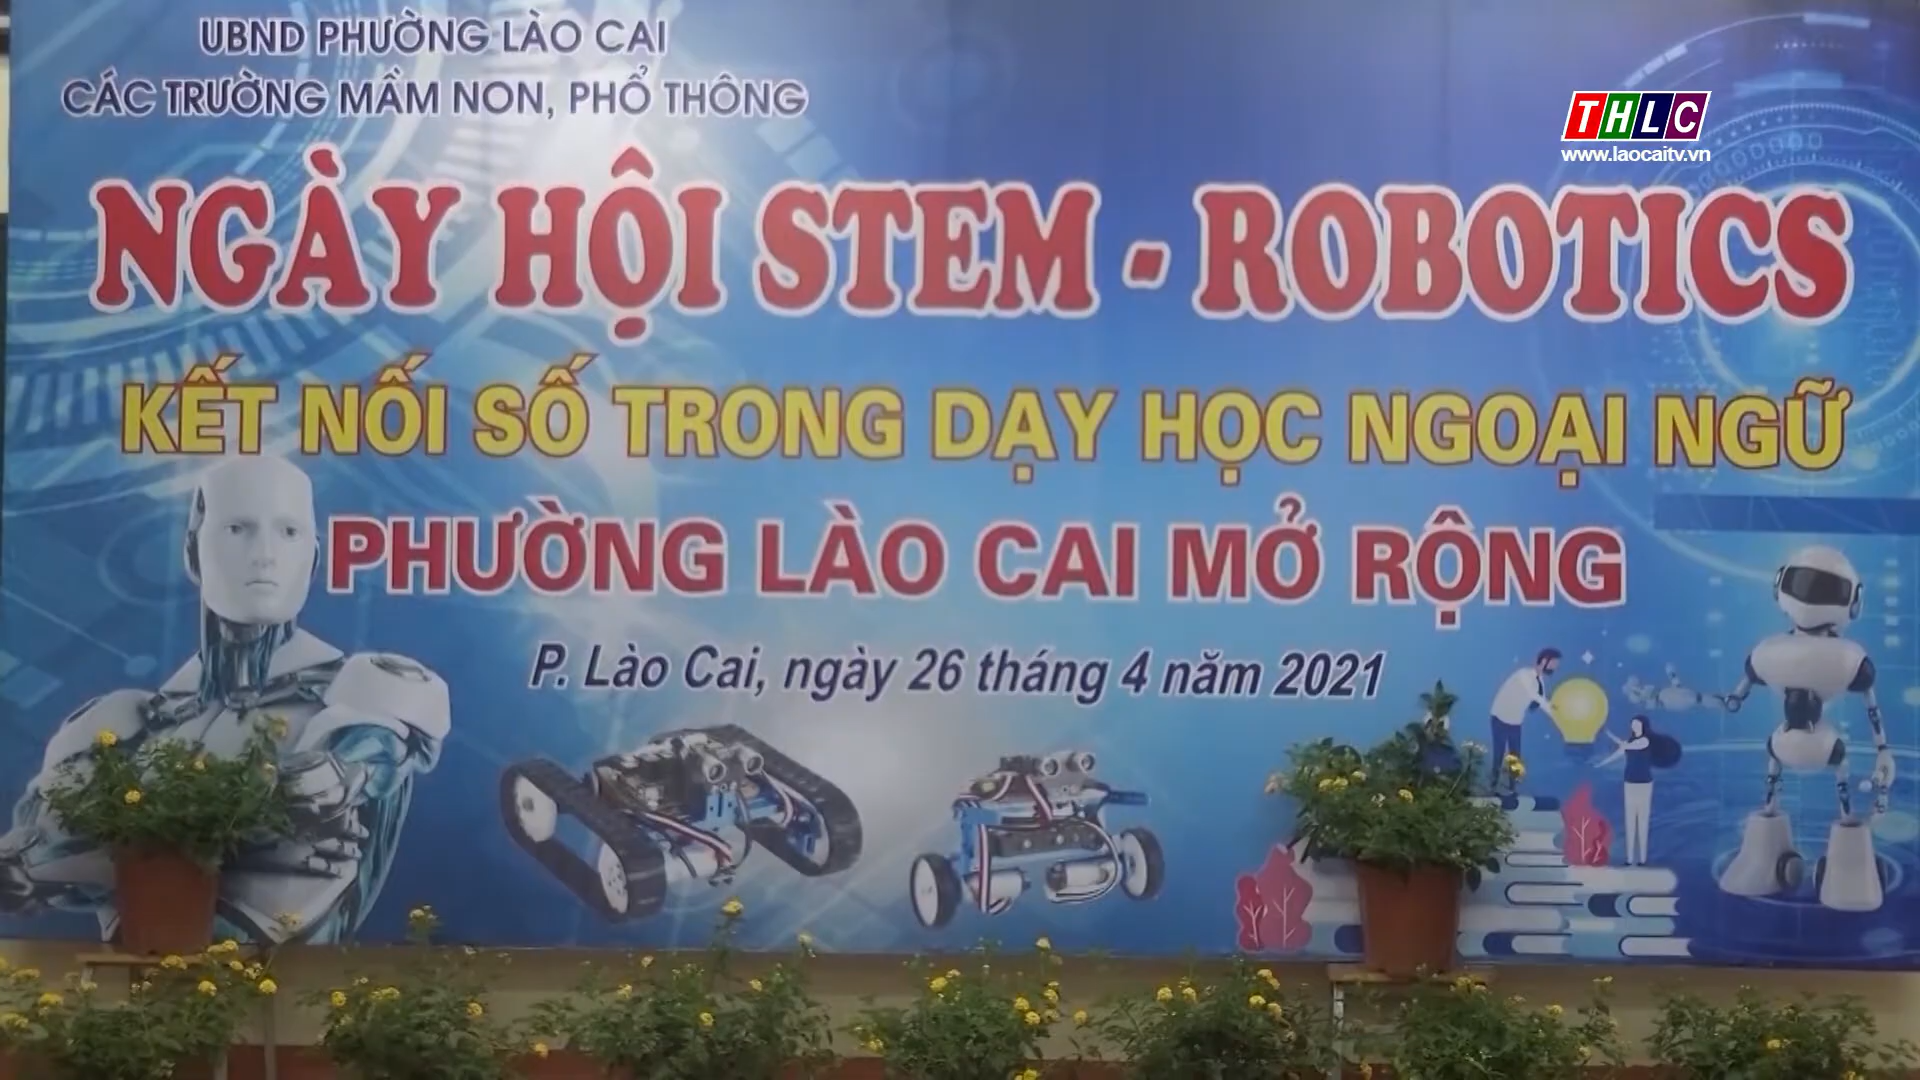 UBND PHƯỜNG LÀO CAI
CÁC TRƯỜNG MẦM NON, PHỔ THÔNG
THLC
www.laocaitv.vn
NGÀY HỘI STEM - ROBOTICS
KẾT NỐI SỐ TRONG DẠY HỌC NGOẠI NGỮ
PHƯỜNG LÀO CAI MỞ RỘNG
P. Lào Cai, ngày 26 tháng 4 năm 2021